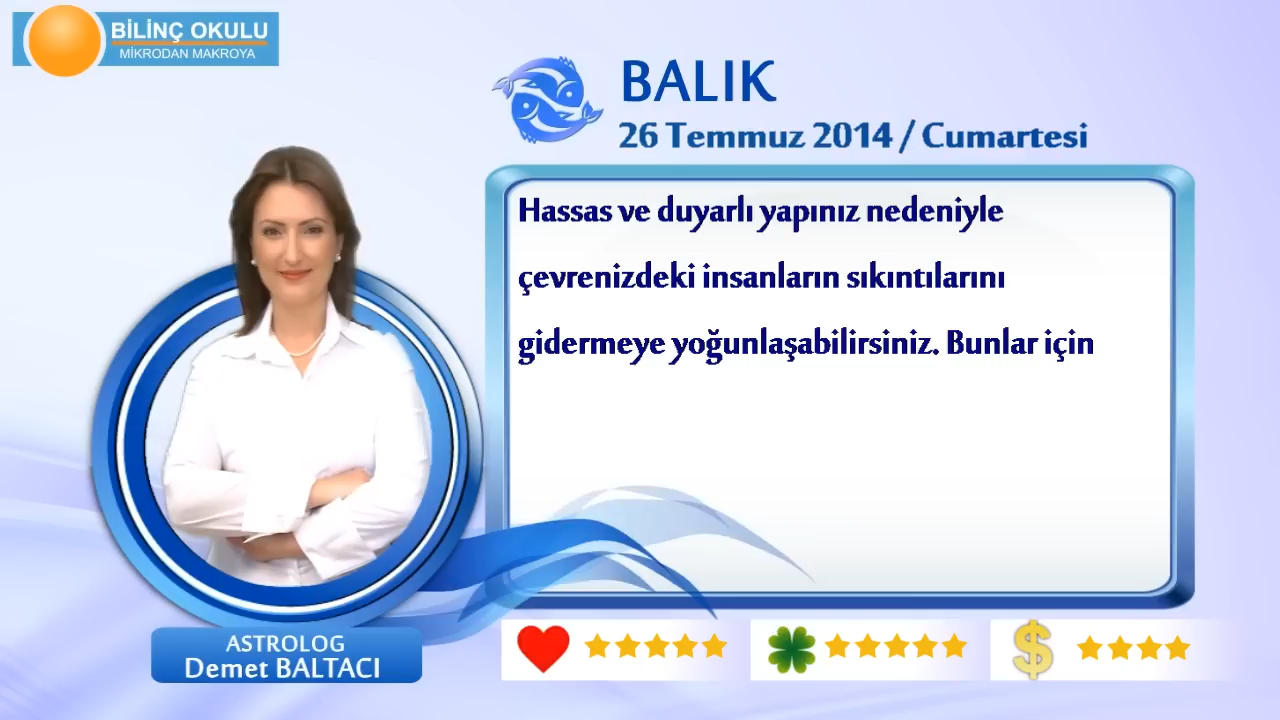 BİLİNÇ OKULU
MİKRODAN MAKROYA
BALIK
26 Temmuz 2014 / Cumartesi
Hassas ve duyarlı yapınız nedeniyle
çevrenizdeki insanların sıkıntılarını
gidermeye yoğunlaşabilirsiniz. Bunlar için
ASTROLOG
Demet BALTACI